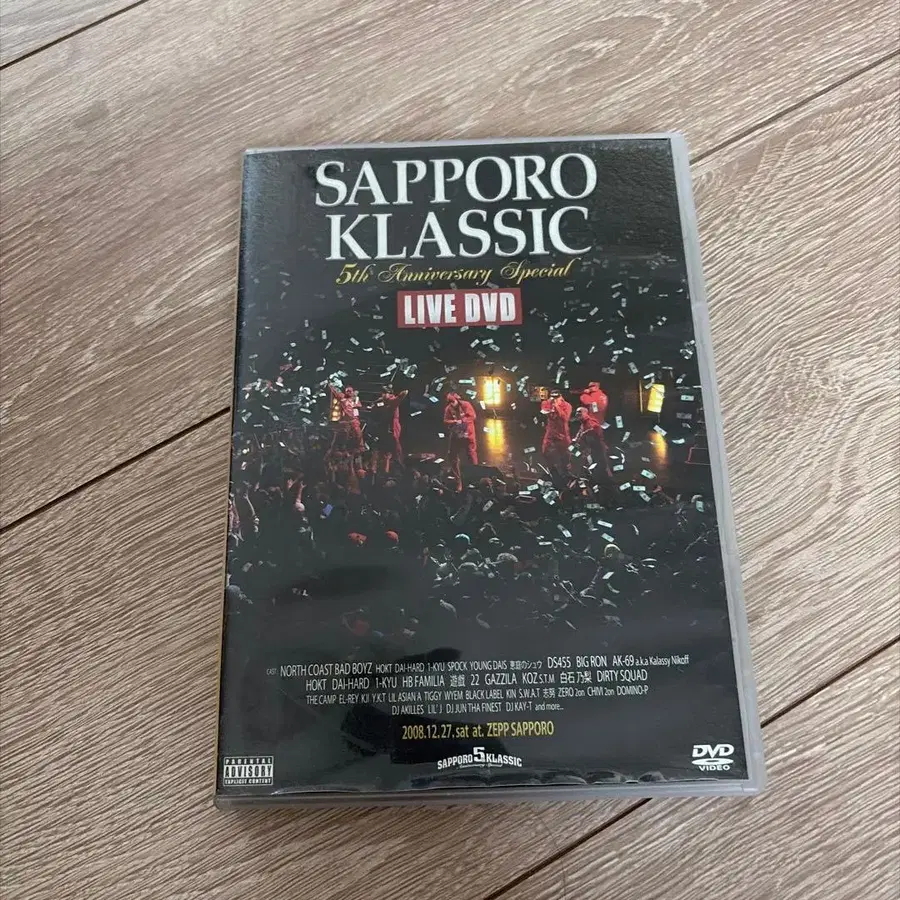 SAPPORO
KLASSIC
5th Anniversary Special
LIVE DVD
CAST: NORTH COAST BAD BOYZ HOKT DAI-HARD 1-KYU SPOCK YOUNG DAIS 恵庭のシュウ DS455 BIG RON AK-69 a.k.a Kalassy Nikoff
HOKT DAI-HARD 1-KYU HB FAMILIA 遊戯 22 GAZZILA KOZ S.T.M 白石乃梨 DIRTY SQUAD
THE CAMP EL-REY KJI Y.K.T LIL ASIAN A TIGGY WYEM BLACK LABEL KIN S.W.A.T 志努 ZERO 2on CHIVI 2on DOMINO-P
DJ AKILLES LIL' J DJ JUN THA FINEST DJ KAY-T and more...
2008.12.27.sat at. ZEPP SAPPORO
SAPPORO 5 KLASSIC
Anniversary Special
PARENTAL
ADVISORY
EXPLICIT CONTENT
DVD
VIDEO